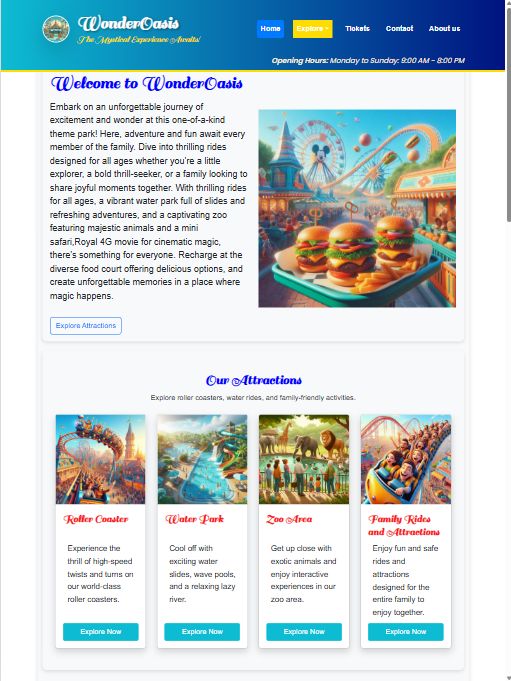 WonderOasis
The Mystical Experience Awaits!
Home
Explore
Tickets
Contact
About us
Opening Hours: Monday to Sunday: 9:00 AM - 8:00 PM
Welcome to WonderOasis
Embark on an unforgettable journey of
excitement and wonder at this one-of-a-kind
theme park! Here, adventure and fun await every
member of the family. Dive into thrilling rides
designed for all ages whether you're a little
explorer, a bold thrill-seeker, or a family looking to
share joyful moments together. With thrilling rides
for all ages, a vibrant water park full of slides and
refreshing adventures, and a captivating zoo
featuring majestic animals and a mini
safari,Royal 4G movie for cinematic magic,
there's something for everyone. Recharge at the
diverse food court offering delicious options, and
create unforgettable memories in a place where
magic happens.
Explore Attractions
Our Attractions
Explore roller coasters, water rides, and family-friendly activities.
Roller Coaster
Experience the
thrill of high-speed
twists and turns on
our world-class
roller coasters.
Explore Now
Water Park
Cool off with
exciting water
slides, wave pools,
and a relaxing lazy
river.
Explore Now
Zoo Area
Get up close with
exotic animals and
enjoy interactive
experiences in our
zoo area.
Explore Now
Family Rides
and Attractions
Enjoy fun and safe
rides and
attractions
designed for the
entire family to
enjoy together.
Explore Now